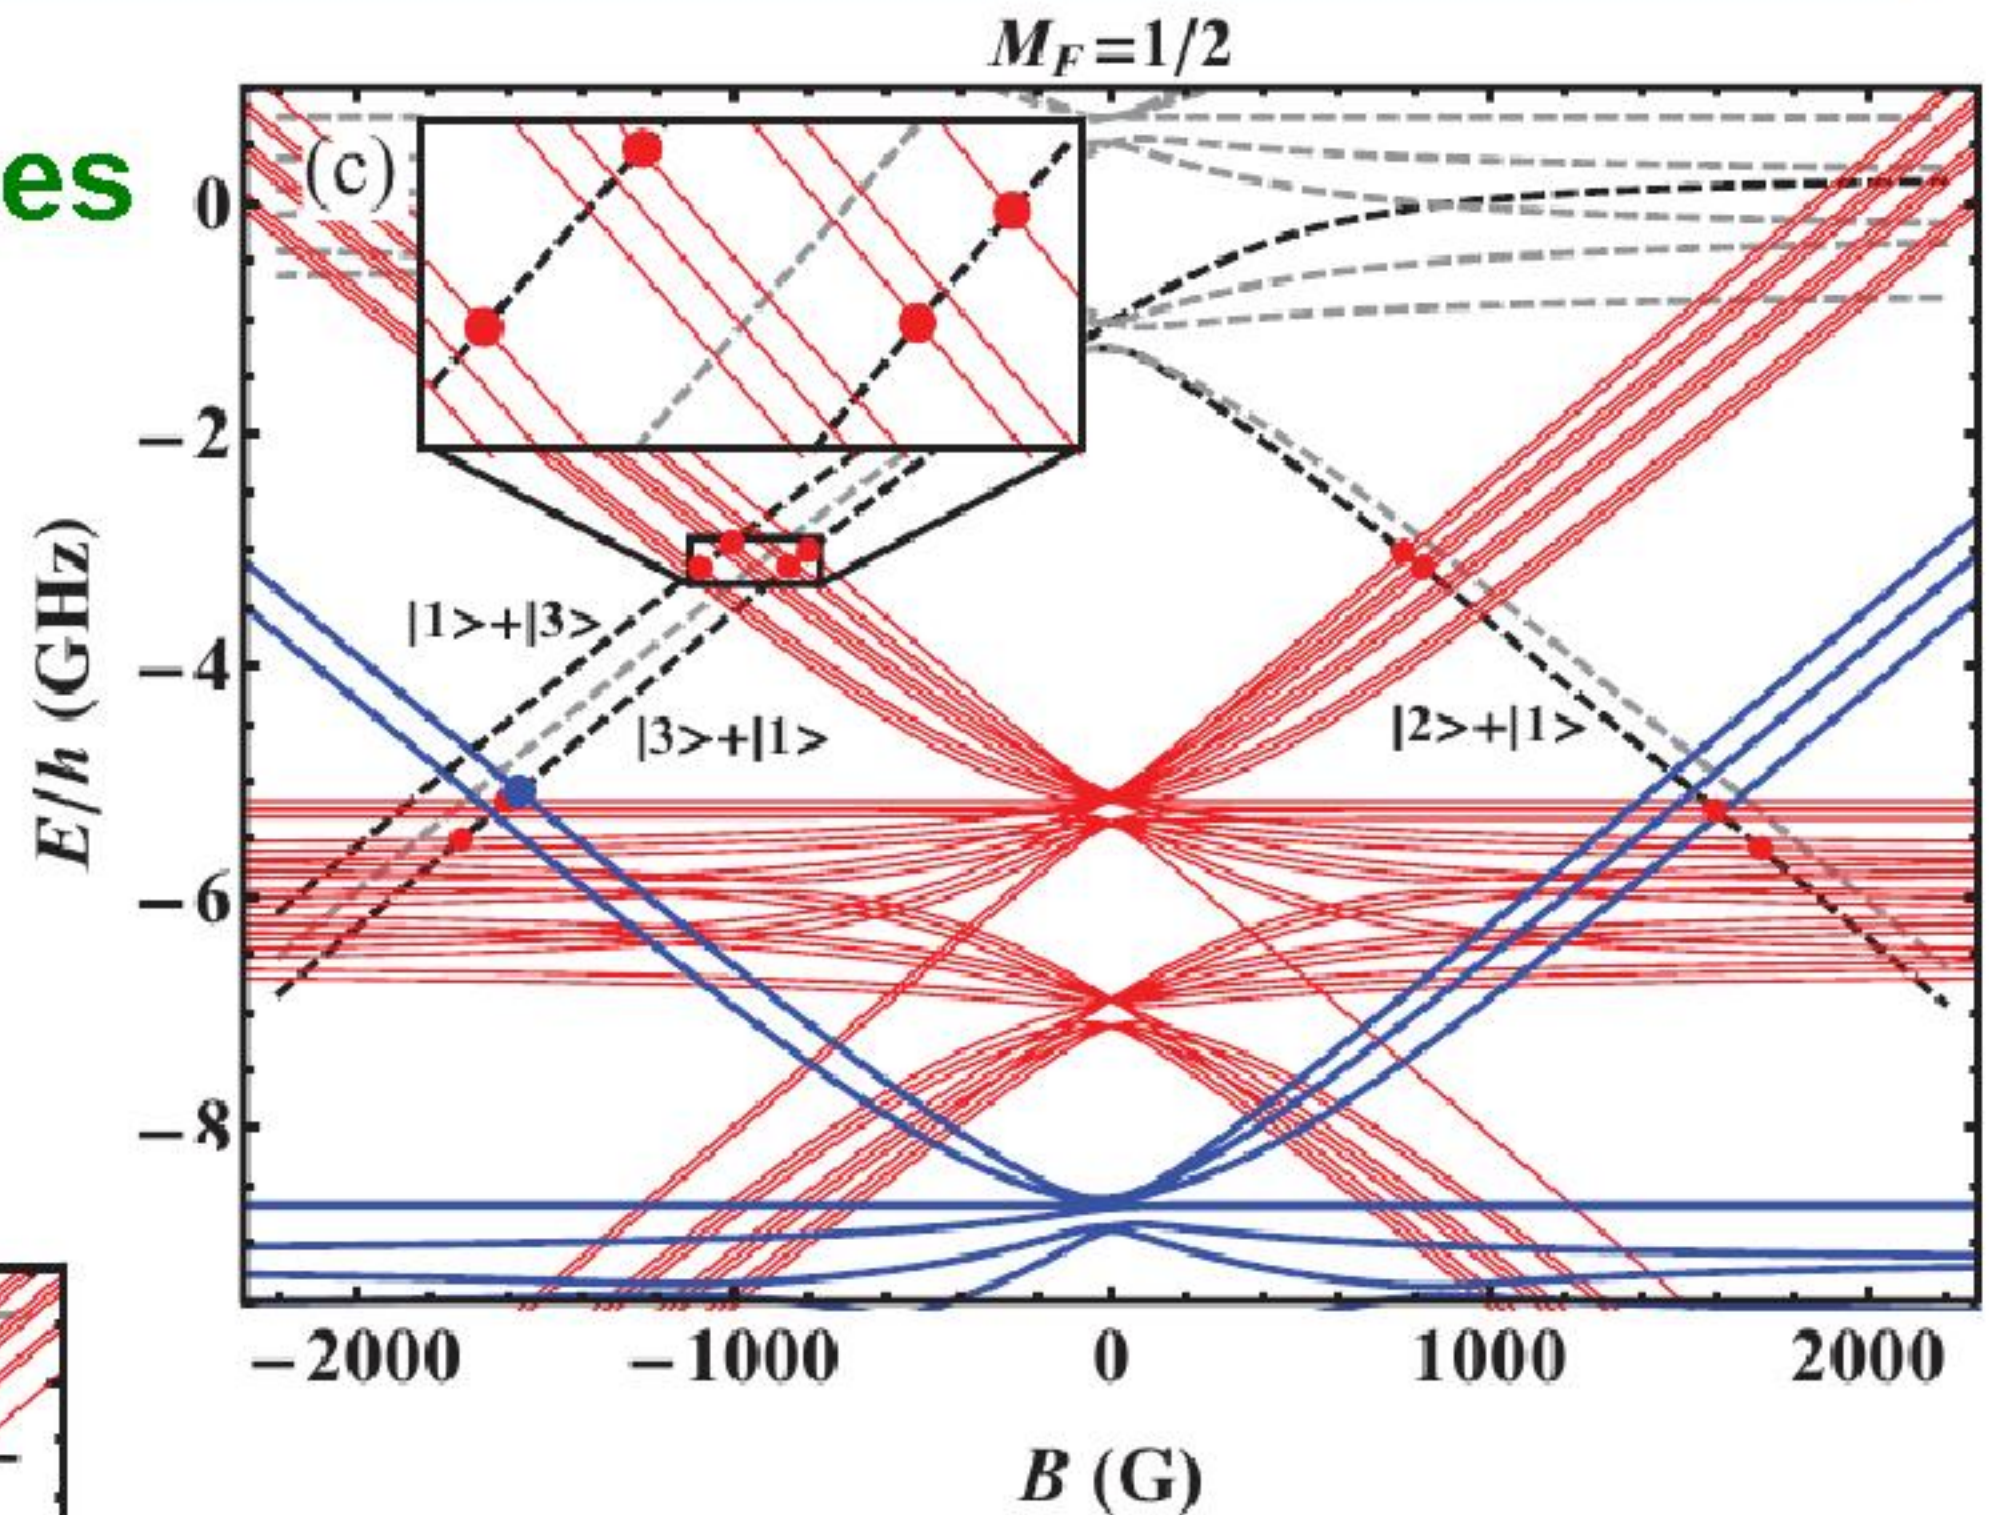 M_F=1/2
es
(c)
0
−2
−4
−6
−8
E/h (GHz)
|1>+|3>
|3>+|1>
|2>+|1>
−2000 −1000 0 1000 2000
B (G)